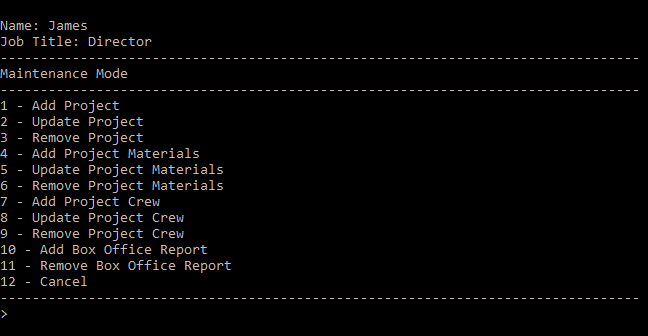 Name: James
Job Title: Director
--------------------------------------------------------------------------------
Maintenance Mode
--------------------------------------------------------------------------------
1 - Add Project
2 - Update Project
3 - Remove Project
4 - Add Project Materials
5 - Update Project Materials
6 - Remove Project Materials
7 - Add Project Crew
8 - Update Project Crew
9 - Remove Project Crew
10 - Add Box Office Report
11 - Remove Box Office Report
12 - Cancel
--------------------------------------------------------------------------------
>